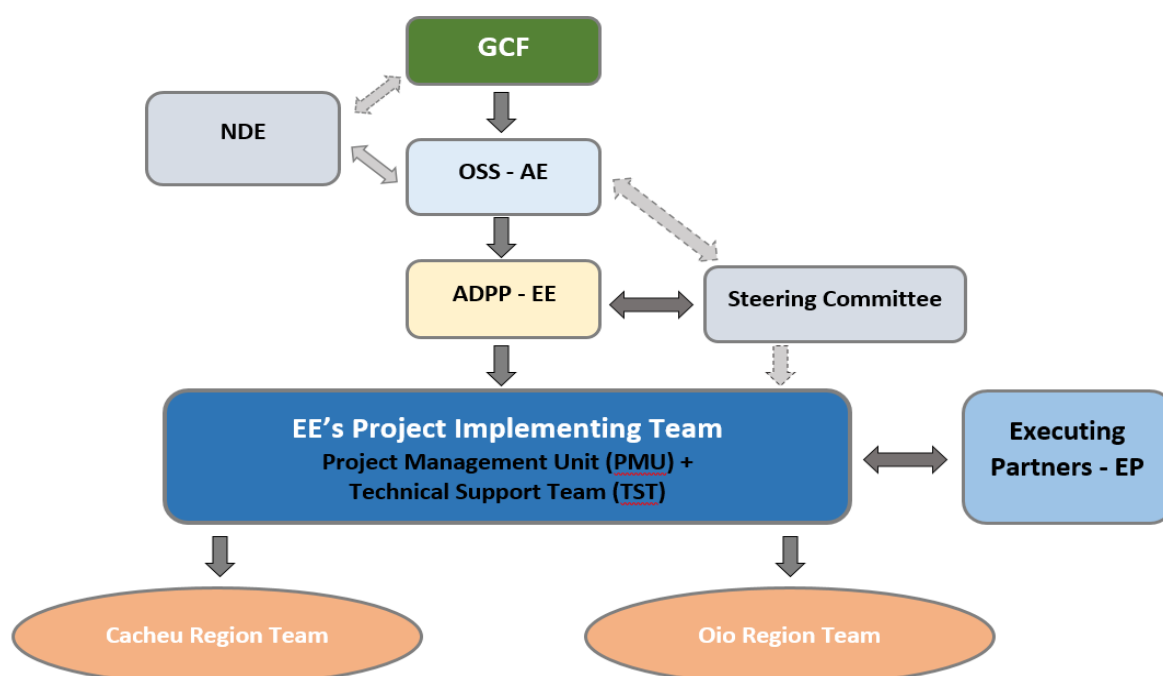 GCF
NDE
OSS - AE
ADPP - EE
Steering Committee
EE’s Project Implementing Team
Project Management Unit (PMU) +
Technical Support Team (TST)
Executing
Partners - EP
Cacheu Region Team
Oio Region Team